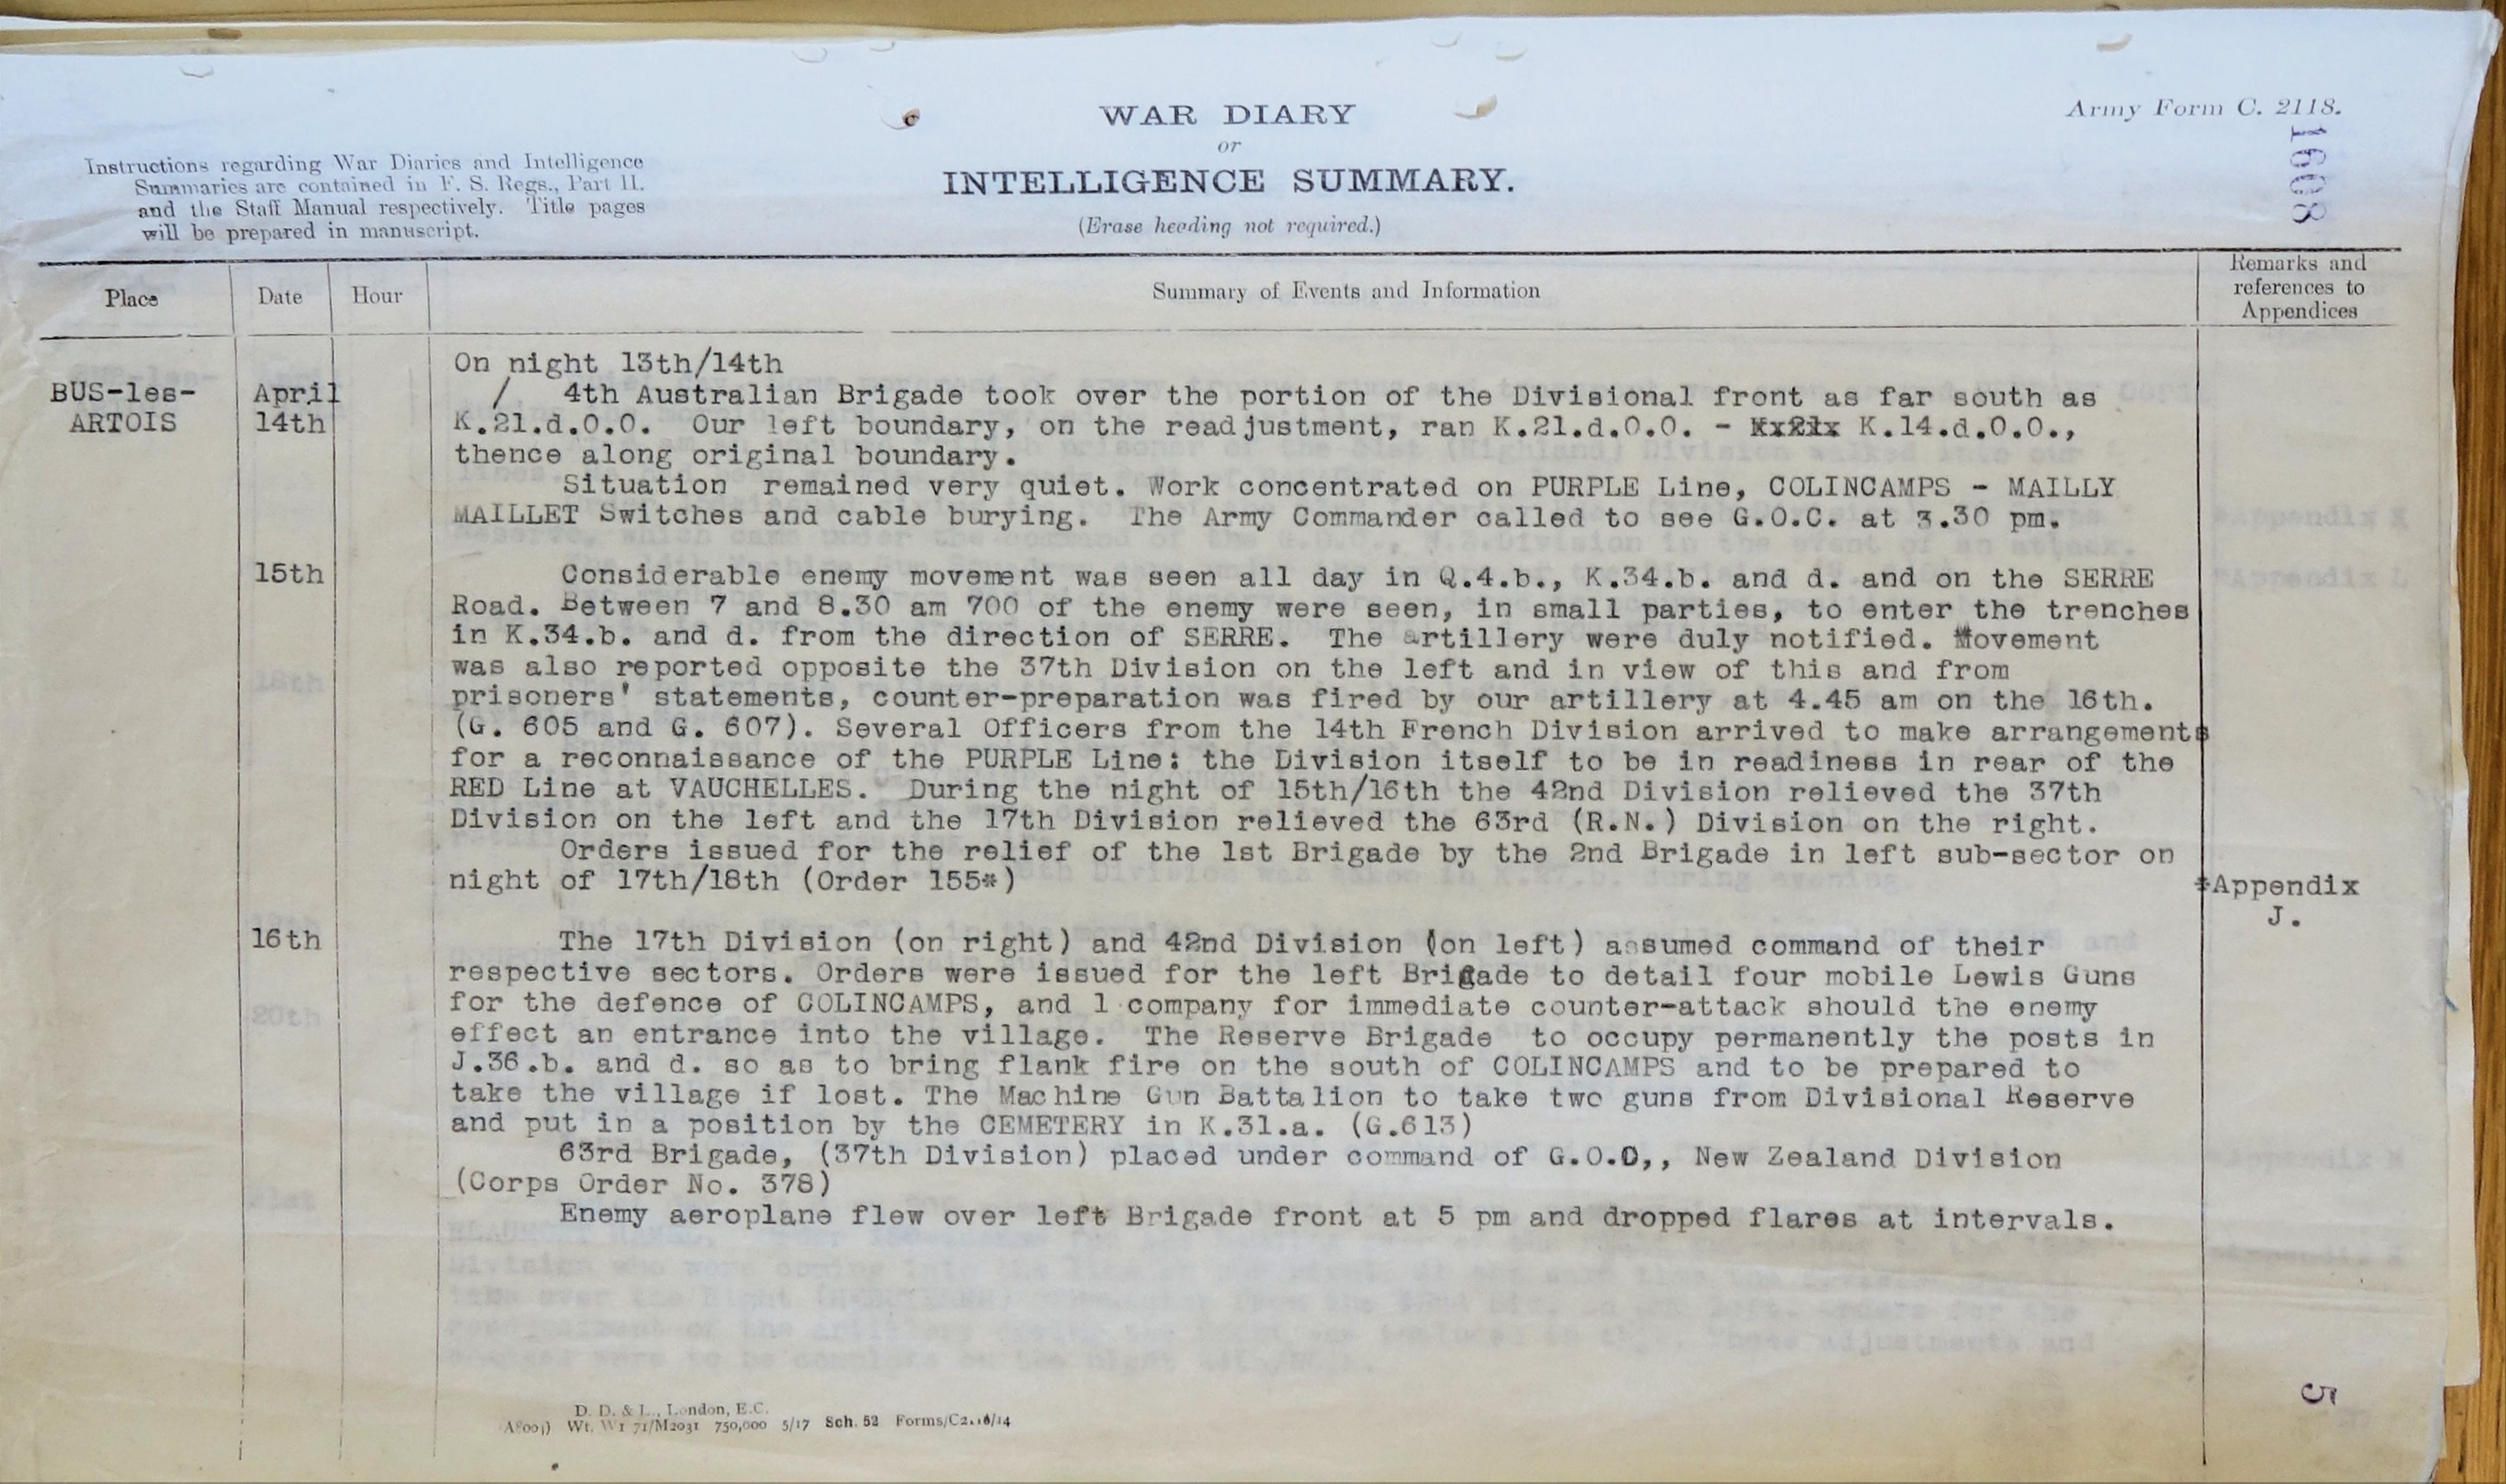 Army Form C. 2118.
16608
WAR DIARY
or
INTELLIGENCE SUMMARY.
(Erase heading not required.)
Instructions regarding War Diaries and Intelligence
Summaries are contained in F. S. Regs., Part II.
and the Staff Manual respectively. Title pages
will be prepared in manuscript.
Place Date Hour Summary of Events and Information Remarks and
references to
Appendices
On night 13th/14th
BUS-les- April / 4th Australian Brigade took over the portion of the Divisional front as far south as
ARTOIS 14th K.21.d.0.0. Our left boundary, on the readjustment, ran K.21.d.0.0. - K.14.d.0.0.,
thence along original boundary.
Situation remained very quiet. Work concentrated on PURPLE Line, COLINCAMPS - MAILLY
MAILLET Switches and cable burying. The Army Commander called to see G.O.C. at 3.30 pm.
15th Considerable enemy movement was seen all day in Q.4.b., K.34.b. and d. and on the SERRE
Road. Between 7 and 8.30 am 700 of the enemy were seen, in small parties, to enter the trenches
in K.34.b. and d. from the direction of SERRE. The artillery were duly notified. Movement
was also reported opposite the 37th Division on the left and in view of this and from
prisoners' statements, counter-preparation was fired by our artillery at 4.45 am on the 16th.
(G. 605 and G. 607). Several Officers from the 14th French Division arrived to make arrangements
for a reconnaissance of the PURPLE Line: the Division itself to be in readiness in rear of the
RED Line at VAUCHELLES. During the night of 15th/16th the 42nd Division relieved the 37th
Division on the left and the 17th Division relieved the 63rd (R.N.) Division on the right.
Orders issued for the relief of the 1st Brigade by the 2nd Brigade in left sub-sector on
night of 17th/18th (Order 155*) *Appendix
J.
16th The 17th Division (on right) and 42nd Division (on left) assumed command of their
respective sectors. Orders were issued for the left Brigade to detail four mobile Lewis Guns
for the defence of COLINCAMPS, and 1 company for immediate counter-attack should the enemy
effect an entrance into the village. The Reserve Brigade to occupy permanently the posts in
J.36.b. and d. so as to bring flank fire on the south of COLINCAMPS and to be prepared to
take the village if lost. The Machine Gun Battalion to take two guns from Divisional Reserve
and put in a position by the CEMETERY in K.31.a. (G.613)
63rd Brigade, (37th Division) placed under command of G.O.C,, New Zealand Division
(Corps Order No. 378)
Enemy aeroplane flew over left Brigade front at 5 pm and dropped flares at intervals.
5
D. D. & L., London, E.C.
Wt. W1 71/M2031 750,000 5/17 Sch. 52